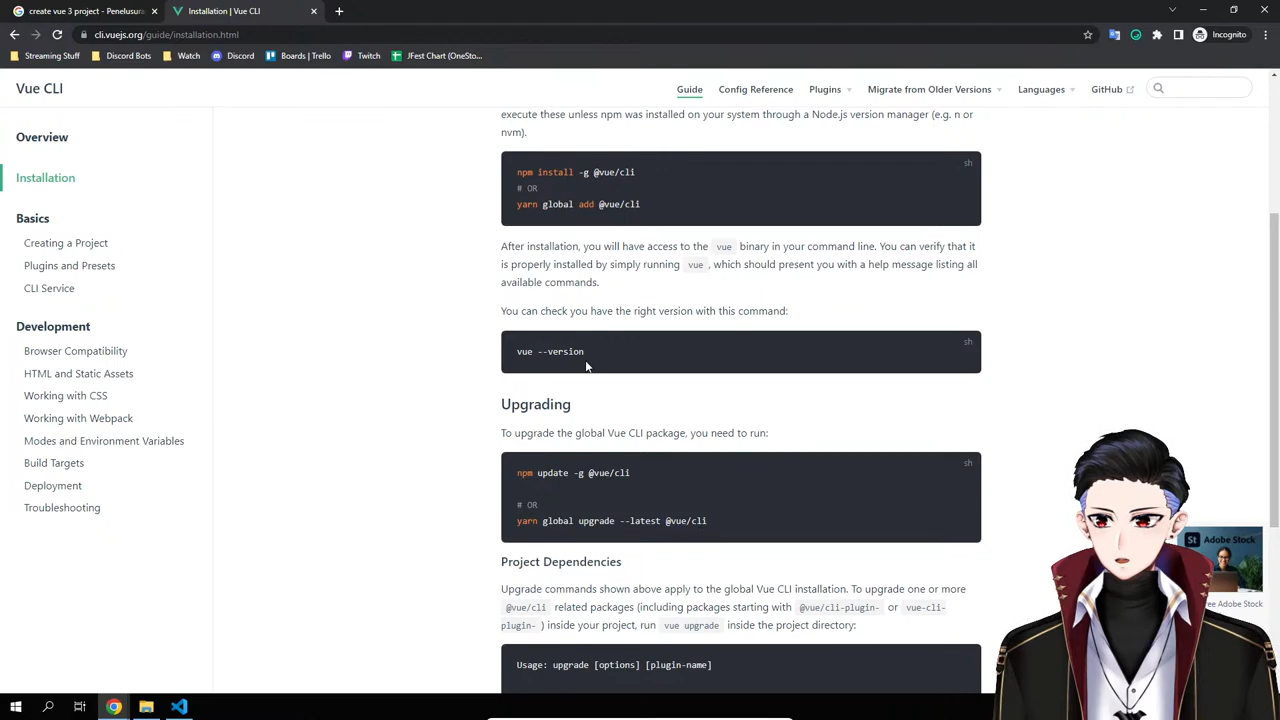 create vue 3 project - Penelusura
Installation | Vue CLI
cli.vuejs.org/guide/installation.html
Incognito
Streaming Stuff
Discord Bots
Watch
Discord
Boards | Trello
Twitch
JFest Chart (OneSto...
Vue CLI
Guide
Config Reference
Plugins
Migrate from Older Versions
Languages
GitHub
Overview
Installation
Basics
Creating a Project
Plugins and Presets
CLI Service
Development
Browser Compatibility
HTML and Static Assets
Working with CSS
Working with Webpack
Modes and Environment Variables
Build Targets
Deployment
Troubleshooting
execute these unless npm was installed on your system through a Node.js version manager (e.g. n or
nvm).
sh
npm install -g @vue/cli
# OR
yarn global add @vue/cli
After installation, you will have access to the vue binary in your command line. You can verify that it
is properly installed by simply running vue , which should present you with a help message listing all
available commands.
You can check you have the right version with this command:
sh
vue --version
Upgrading
To upgrade the global Vue CLI package, you need to run:
sh
npm update -g @vue/cli
# OR
yarn global upgrade --latest @vue/cli
Project Dependencies
Upgrade commands shown above apply to the global Vue CLI installation. To upgrade one or more
@vue/cli related packages (including packages starting with @vue/cli-plugin- or vue-cli-
plugin- ) inside your project, run vue upgrade inside the project directory:
Usage: upgrade [options] [plugin-name]
St Adobe Stock
Adobe Stock